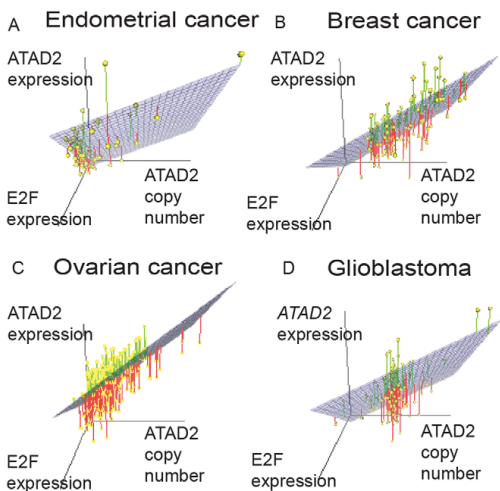 A Endometrial cancer
ATAD2
expression
E2F
expression
ATAD2
copy
number
B Breast cancer
ATAD2
expression
E2F
expression
ATAD2
copy
number
C Ovarian cancer
ATAD2
expression
E2F
expression
ATAD2
copy
number
D Glioblastoma
ATAD2
expression
E2F
expression
ATAD2
copy
number